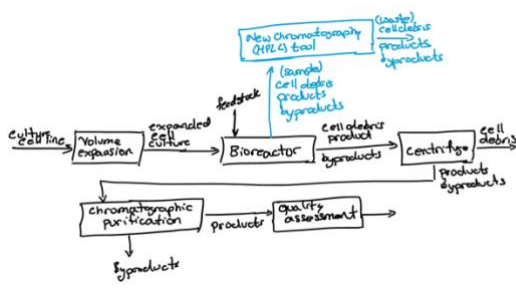 New Chromatography
(HPLC) tool
(waste)
cell debris
products
byproducts
(sample)
cell debris
products
byproducts
feedstock
culture
cell line
Volume
expansion
expanded
cell
culture
Bioreactor
cell debris
product
byproducts
Centrifuge
cell
debris
products
byproducts
Chromatographic
purification
products
Quality
assessment
Byproducts